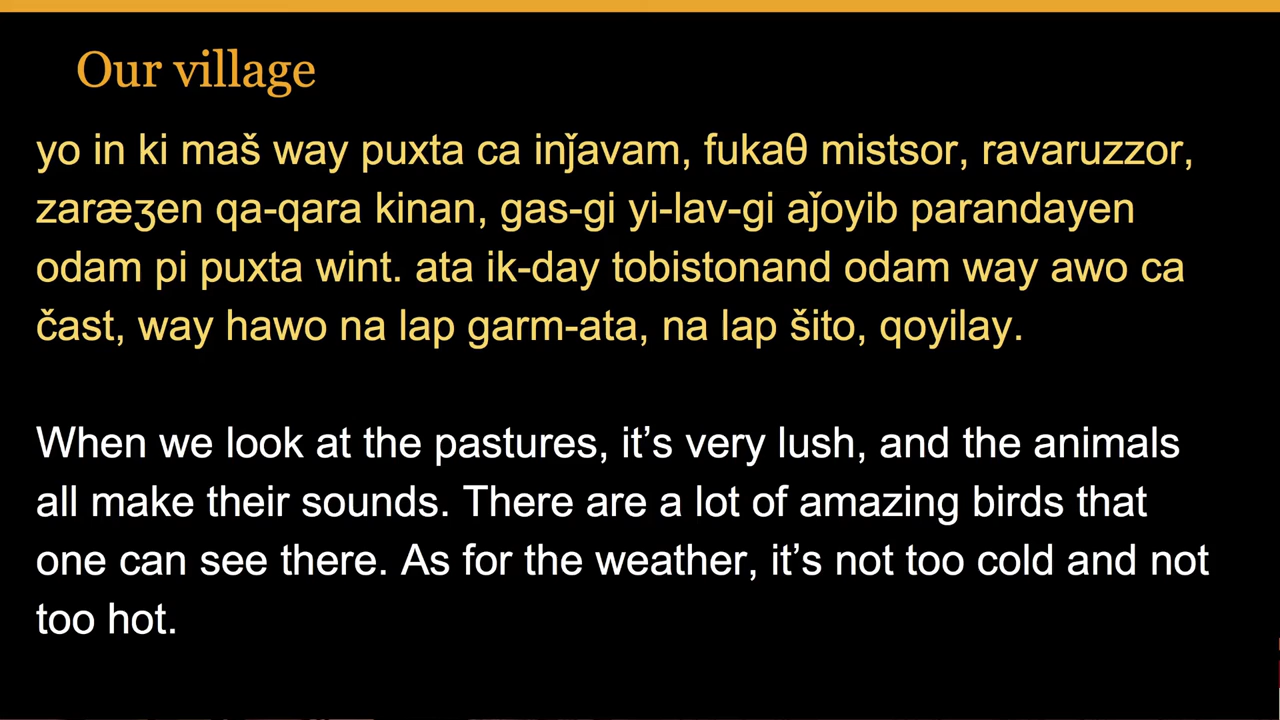 Our village
yo in ki maš way puxta ca inǰavam, fukaθ mistsor, ravaruzzor,
zaræʒen qa-qara kinan, gas-gi yi-lav-gi aǰoyib parandayen
odam pi puxta wint. ata ik-day tobistonand odam way awo ca
čast, way hawo na lap garm-ata, na lap šito, qoyilay.
When we look at the pastures, it’s very lush, and the animals
all make their sounds. There are a lot of amazing birds that
one can see there. As for the weather, it’s not too cold and not
too hot.